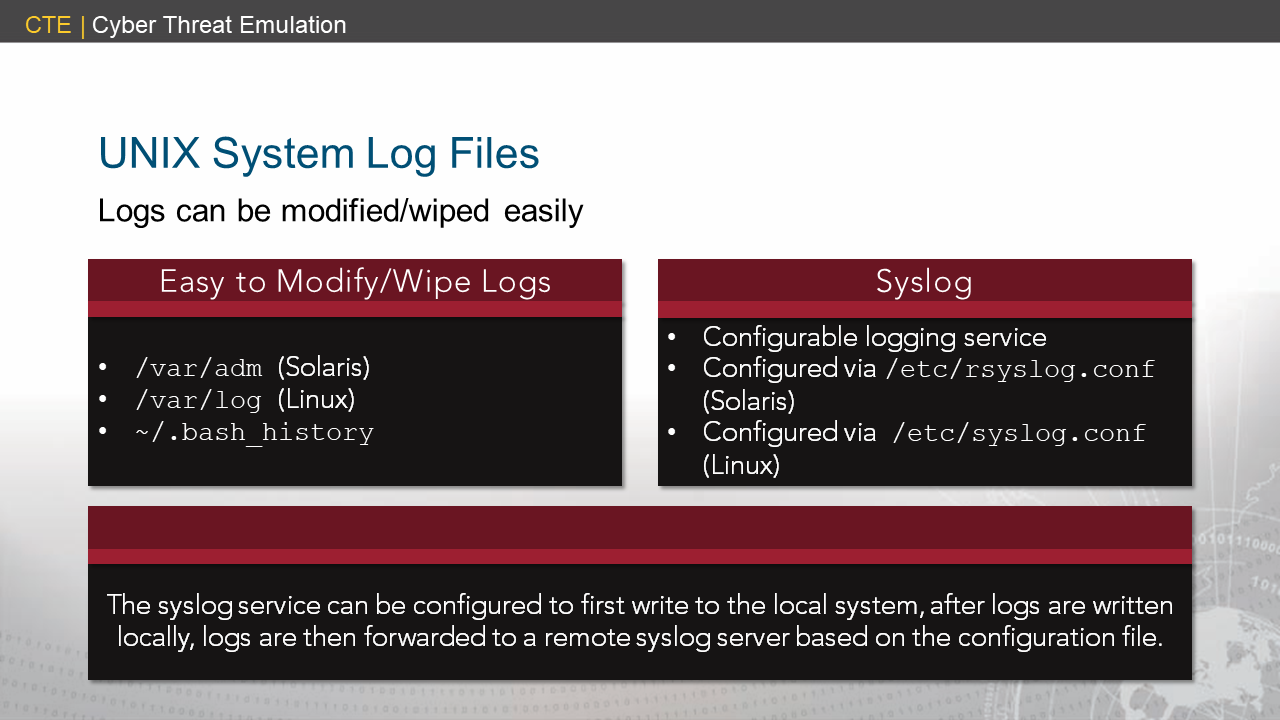 CTE | Cyber Threat Emulation
UNIX System Log Files
Logs can be modified/wiped easily
Easy to Modify/Wipe Logs
• /var/adm (Solaris)
• /var/log (Linux)
• ~/.bash_history
Syslog
• Configurable logging service
• Configured via /etc/rsyslog.conf
(Solaris)
• Configured via /etc/syslog.conf
(Linux)
The syslog service can be configured to first write to the local system, after logs are written
locally, logs are then forwarded to a remote syslog server based on the configuration file.